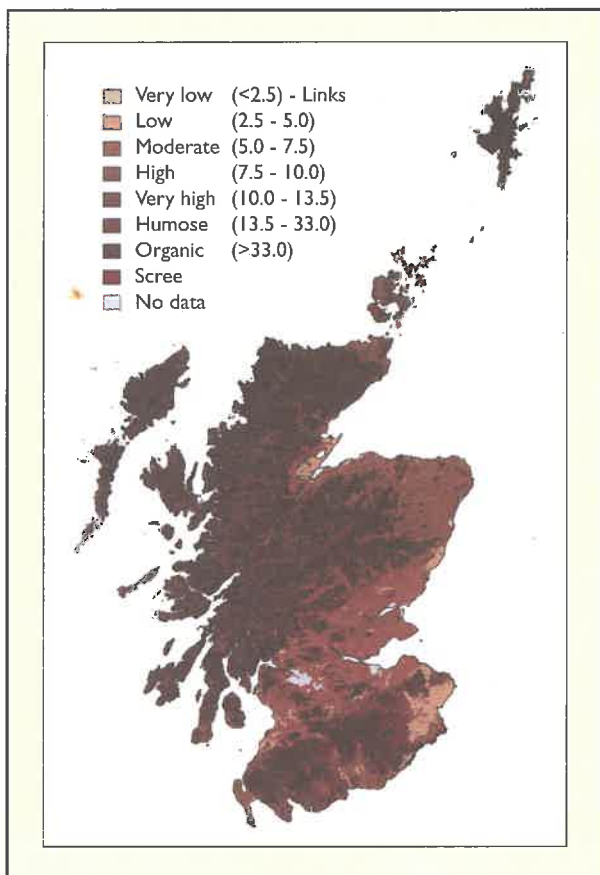 Very low (<2.5) - Links
Low (2.5 - 5.0)
Moderate (5.0 - 7.5)
High (7.5 - 10.0)
Very high (10.0 - 13.5)
Humose (13.5 - 33.0)
Organic (>33.0)
Scree
No data